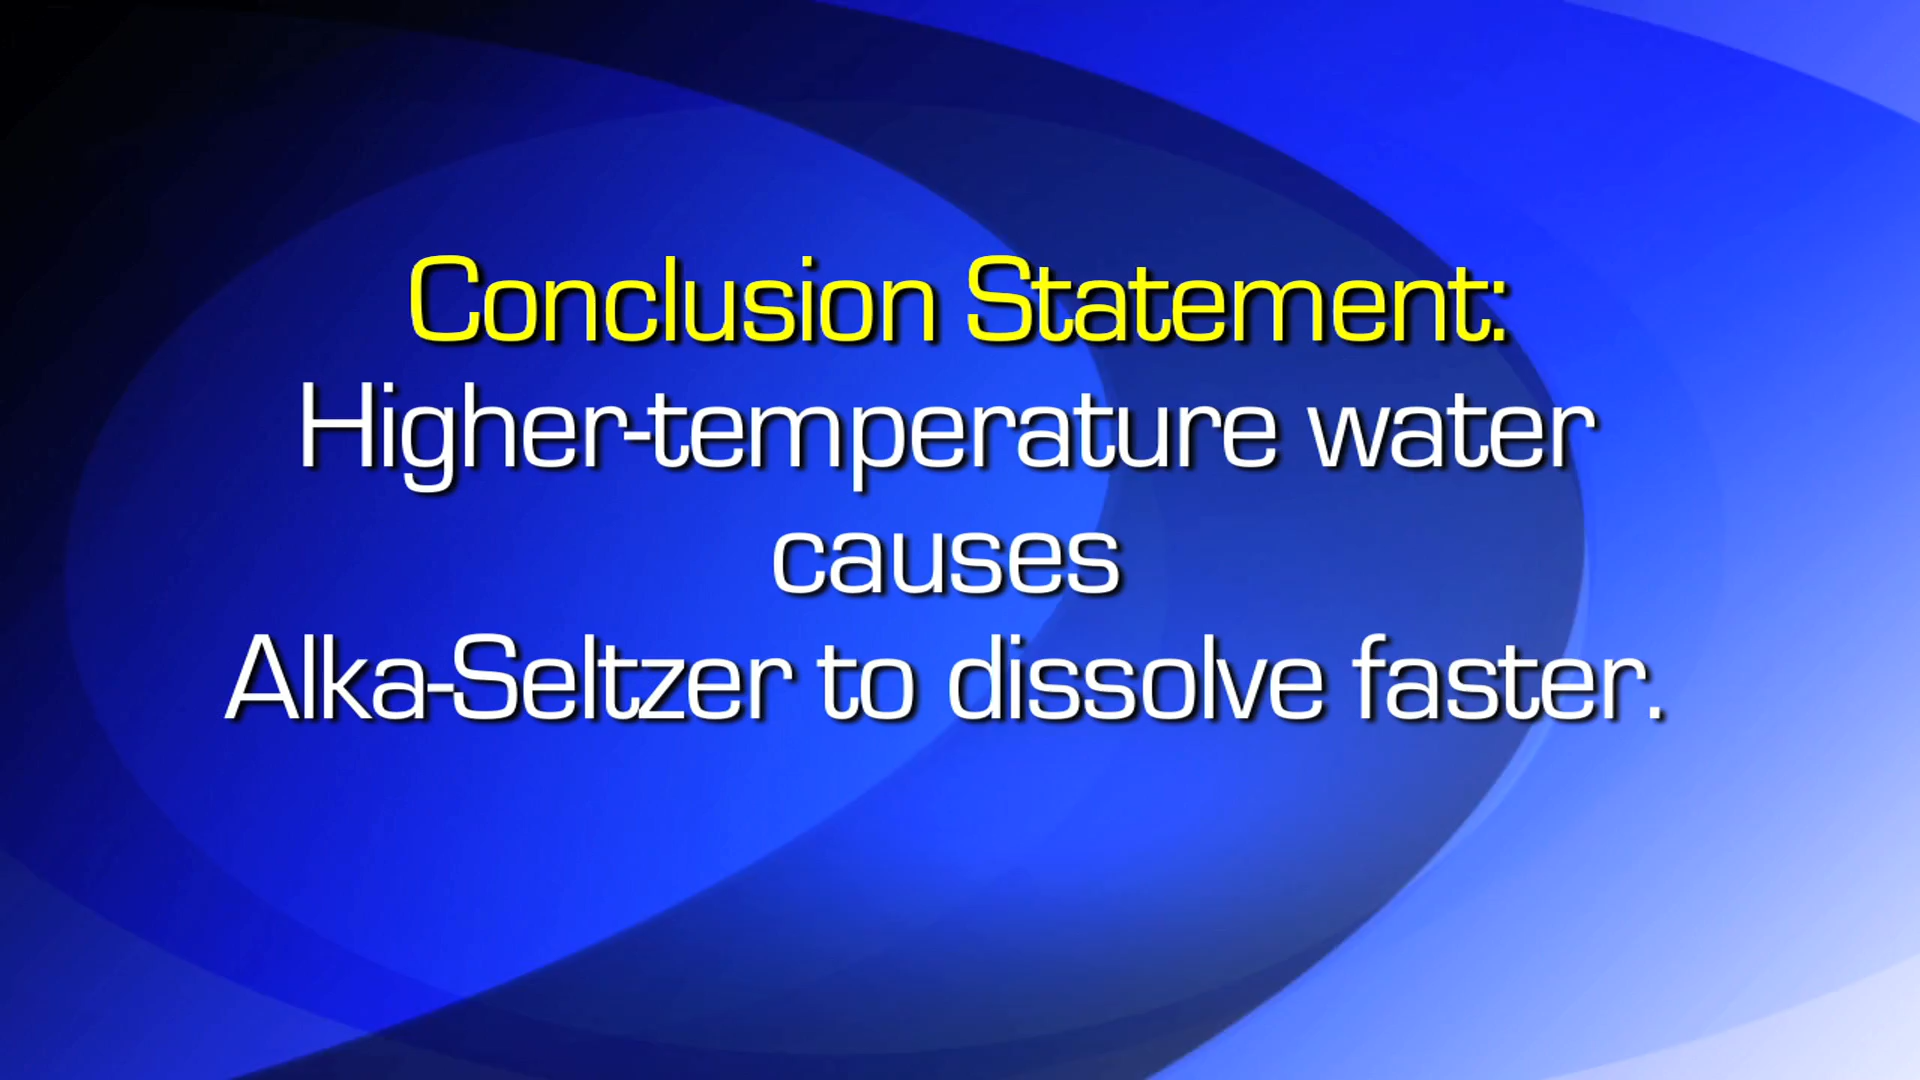 Conclusion Statement:
Higher-temperature water
causes
Alka-Seltzer to dissolve faster.